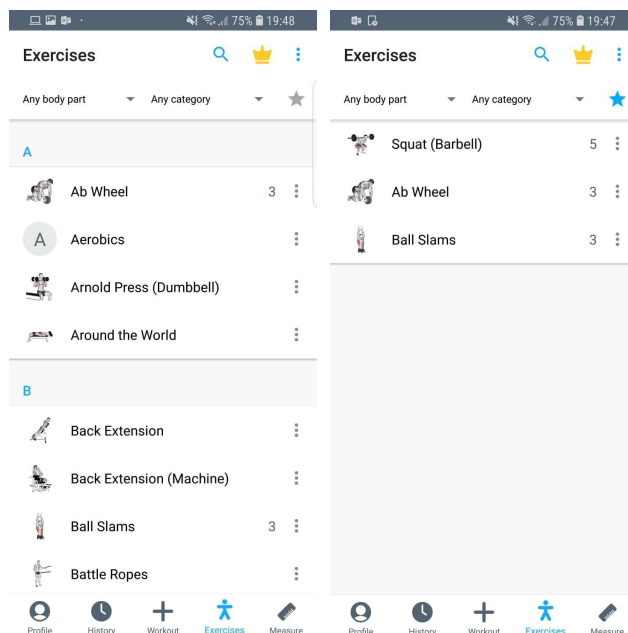 75% 19:48
Exercises
Any body part Any category
A
Ab Wheel 3
A Aerobics
Arnold Press (Dumbbell)
Around the World
B
Back Extension
Back Extension (Machine)
Ball Slams 3
Battle Ropes
Profile History Workout Exercises Measure
75% 19:47
Exercises
Any body part Any category
Squat (Barbell) 5
Ab Wheel 3
Ball Slams 3
Profile History Workout Exercises Measure